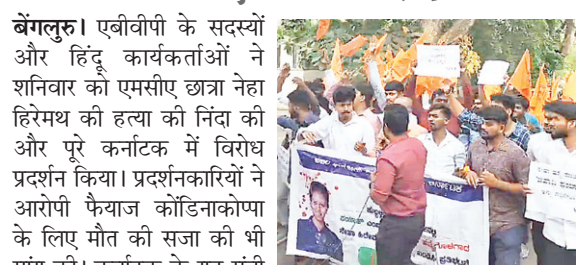 बेंगलुरु। एबीवीपी के सदस्यों
और हिंदू कार्यकर्ताओं ने
शनिवार को एमसीए छात्रा नेहा
हिरेमथ की हत्या की निंदा की
और पूरे कर्नाटक में विरोध
प्रदर्शन किया। प्रदर्शनकारियों ने
आरोपी फैयाज कोंडिनाकोप्पा
के लिए मौत की सजा की भी